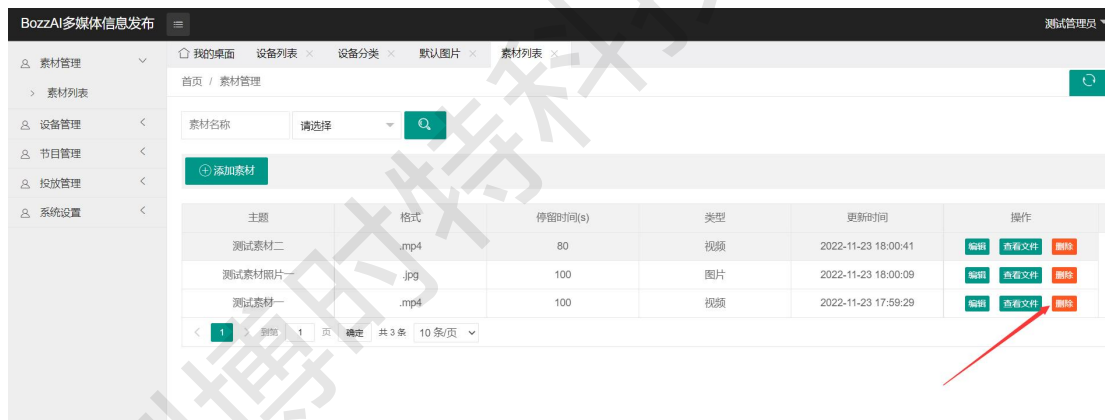 BozzAI多媒体信息发布
测试管理员
素材管理
素材列表
设备管理
节目管理
投放管理
系统设置
我的桌面 设备列表 设备分类 默认图片 素材列表
首页 / 素材管理
素材名称 请选择
添加素材
主题 格式 停留时间(s) 类型 更新时间 操作
测试素材二 .mp4 80 视频 2022-11-23 18:00:41 编辑 查看文件 删除
测试素材照片一 .jpg 100 图片 2022-11-23 18:00:09 编辑 查看文件 删除
测试素材一 .mp4 100 视频 2022-11-23 17:59:29 编辑 查看文件 删除
1 到第 1 页 确定 共 3 条 10 条/页